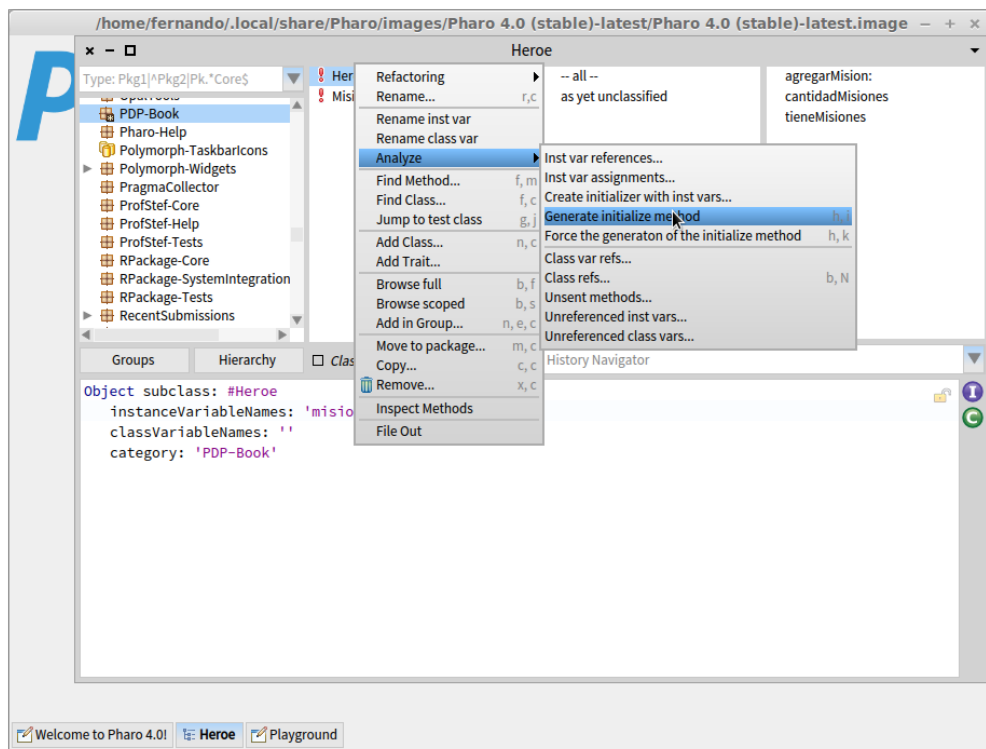 /home/fernando/.local/share/Pharo/images/Pharo 4.0 (stable)-latest/Pharo 4.0 (stable)-latest.image
Heroe
Type: Pkg1|^Pkg2|Pk.*Core$
PDP-Book
Pharo-Help
Polymorph-TaskbarIcons
Polymorph-Widgets
PragmaCollector
ProfStef-Core
ProfStef-Help
ProfStef-Tests
RPackage-Core
RPackage-SystemIntegration
RPackage-Tests
RecentSubmissions
Her
Misi
Refactoring
Rename... r,c
Rename inst var
Rename class var
Analyze
Find Method... f, m
Find Class... f, c
Jump to test class g, j
Add Class... n, c
Add Trait...
Browse full b, f
Browse scoped b, s
Add in Group... n, e, c
Move to package... m, c
Copy... c, c
Remove... x, c
Inspect Methods
File Out
-- all --
as yet unclassified
agregarMision:
cantidadMisiones
tieneMisiones
Inst var references...
Inst var assignments...
Create initializer with inst vars...
Generate initialize method h, i
Force the generaton of the initialize method h, k
Class var refs...
Class refs... b, N
Unsent methods...
Unreferenced inst vars...
Unreferenced class vars...
Groups
Hierarchy
Clas
History Navigator
Object subclass: #Heroe
instanceVariableNames: 'misio
classVariableNames: ''
category: 'PDP-Book'
I
C
Welcome to Pharo 4.0!
Heroe
Playground